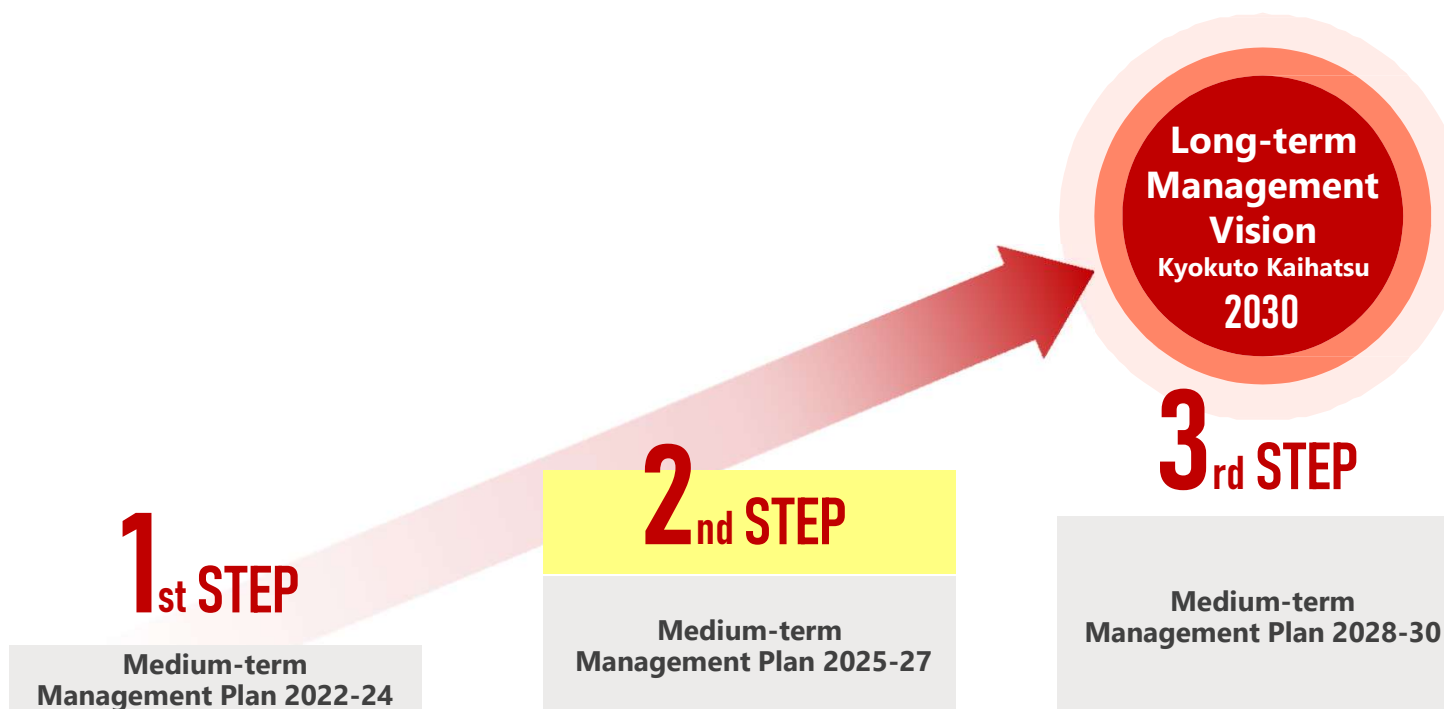 Long-term
Management
Vision
Kyokuto Kaihatsu
2030
1st STEP
Medium-term
Management Plan 2022-24
2nd STEP
Medium-term
Management Plan 2025-27
3rd STEP
Medium-term
Management Plan 2028-30